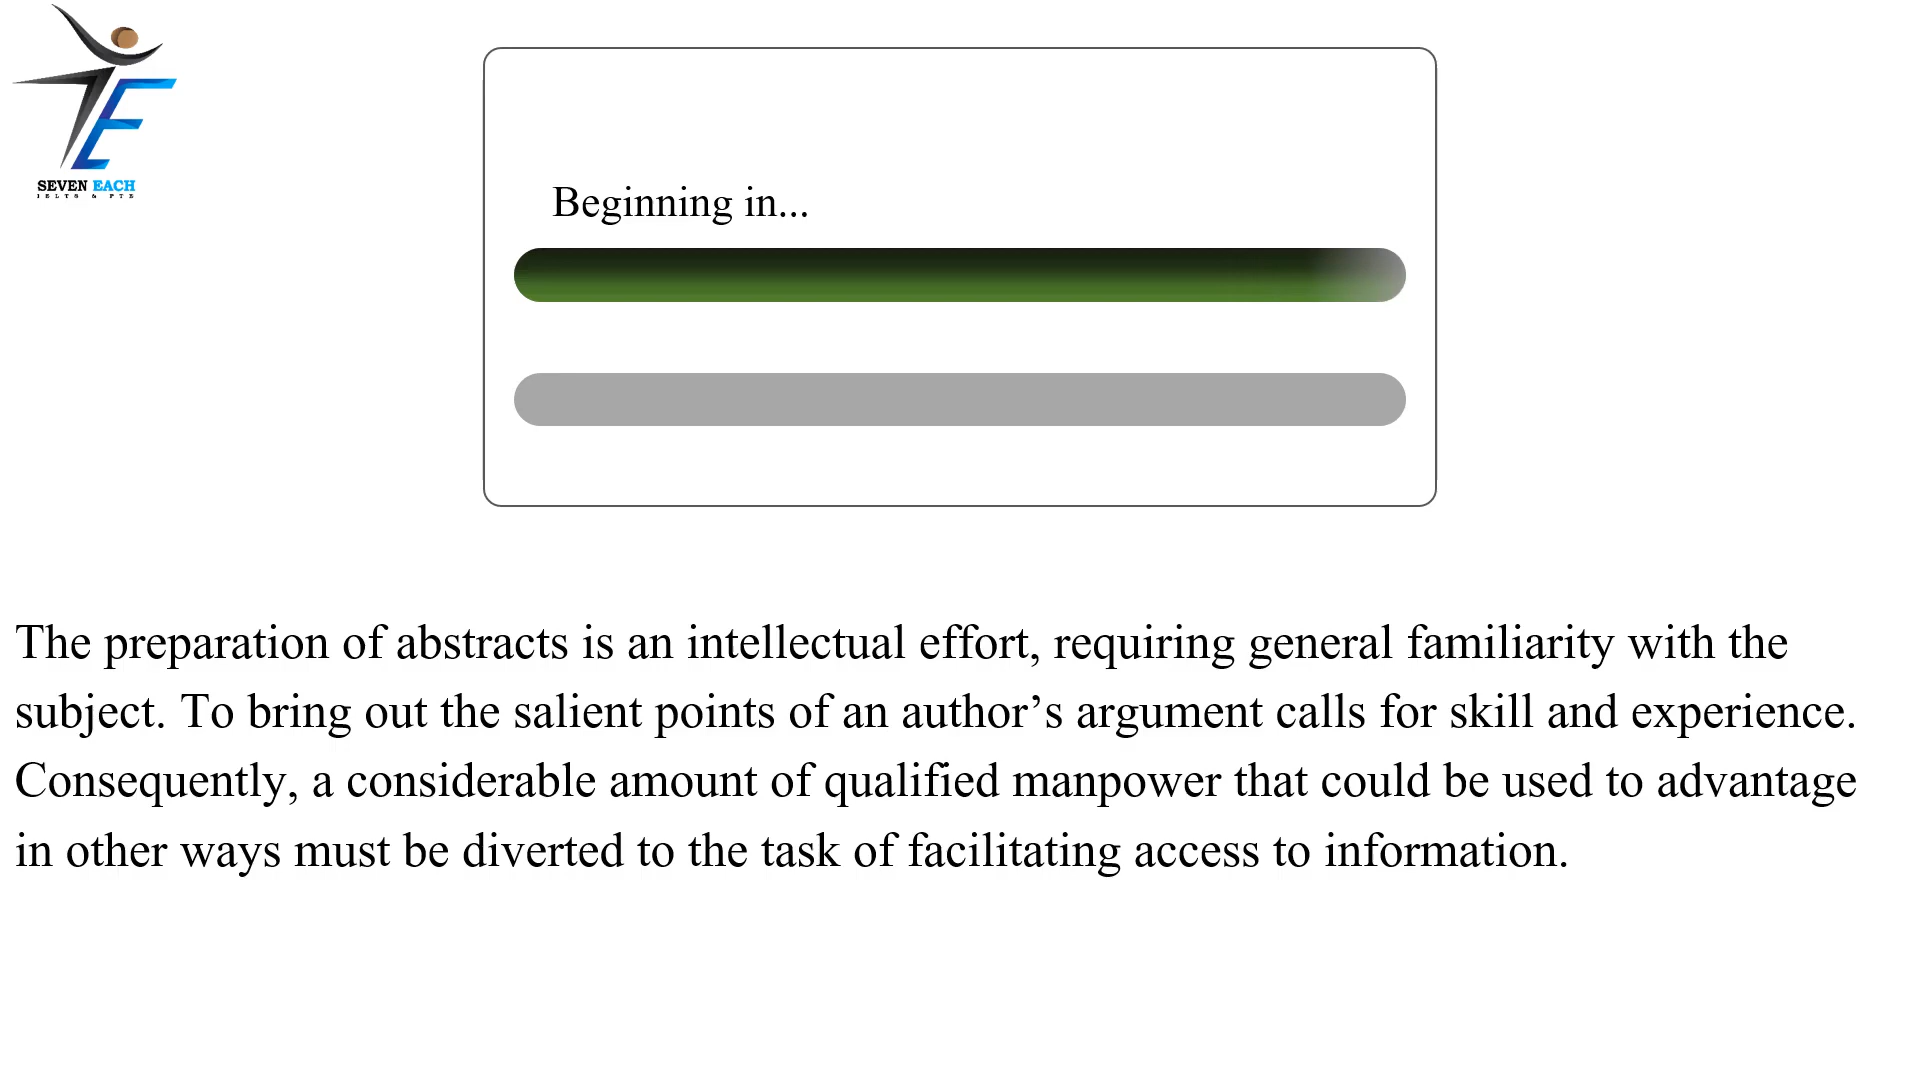 SEVEN EACH
IELTS & PTE
Beginning in...
The preparation of abstracts is an intellectual effort, requiring general familiarity with the
subject. To bring out the salient points of an author’s argument calls for skill and experience.
Consequently, a considerable amount of qualified manpower that could be used to advantage
in other ways must be diverted to the task of facilitating access to information.